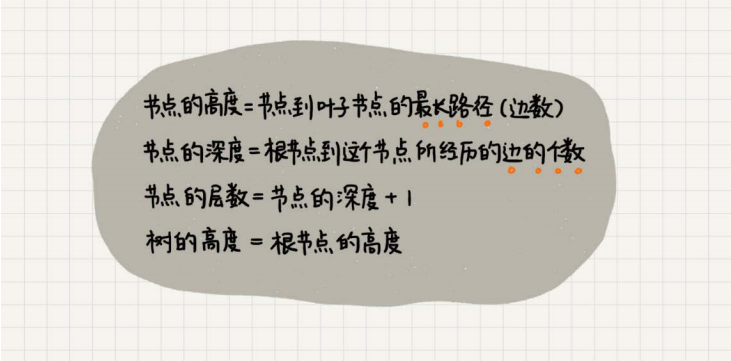 节点的高度=节点到叶子节点的最长路径(边数)
节点的深度=根节点到这个节点所经历的边的个数
节点的层数=节点的深度+1
树的高度=根节点的高度